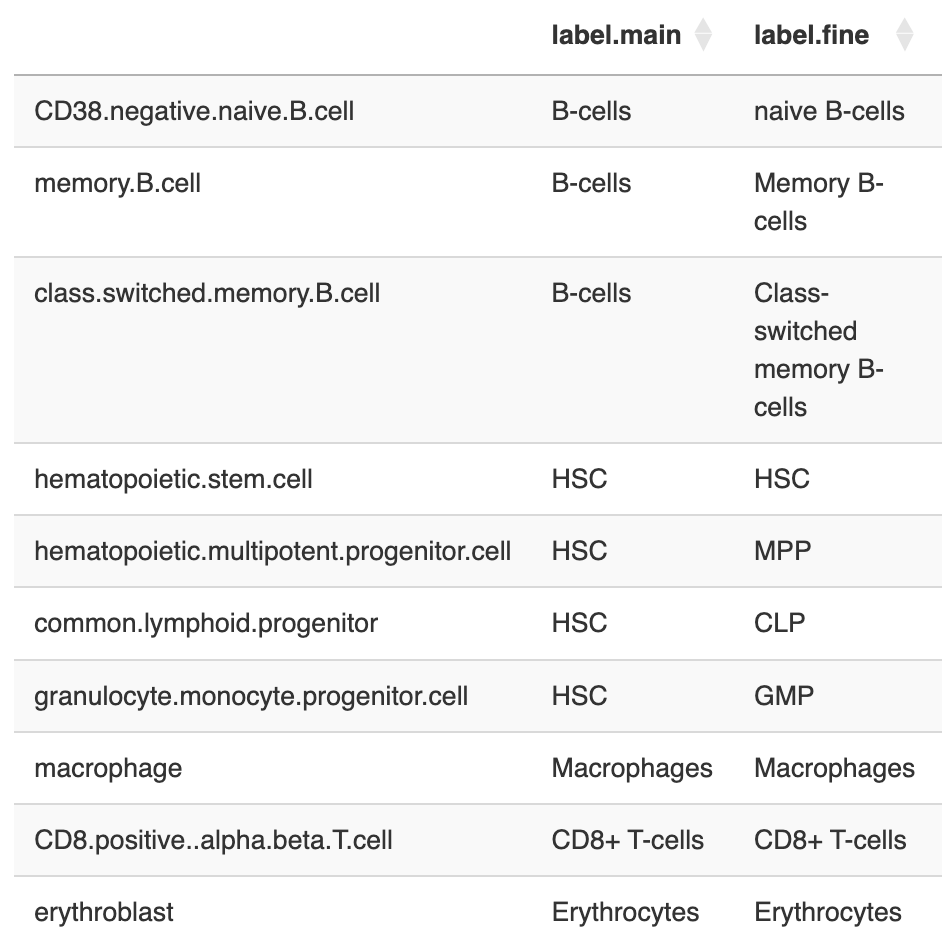 label.main label.fine
CD38.negative.naive.B.cell B-cells naive B-cells
memory.B.cell B-cells Memory B-
cells
class.switched.memory.B.cell B-cells Class-
switched
memory B-
cells
hematopoietic.stem.cell HSC HSC
hematopoietic.multipotent.progenitor.cell HSC MPP
common.lymphoid.progenitor HSC CLP
granulocyte.monocyte.progenitor.cell HSC GMP
macrophage Macrophages Macrophages
CD8.positive..alpha.beta.T.cell CD8+ T-cells CD8+ T-cells
erythroblast Erythrocytes Erythrocytes